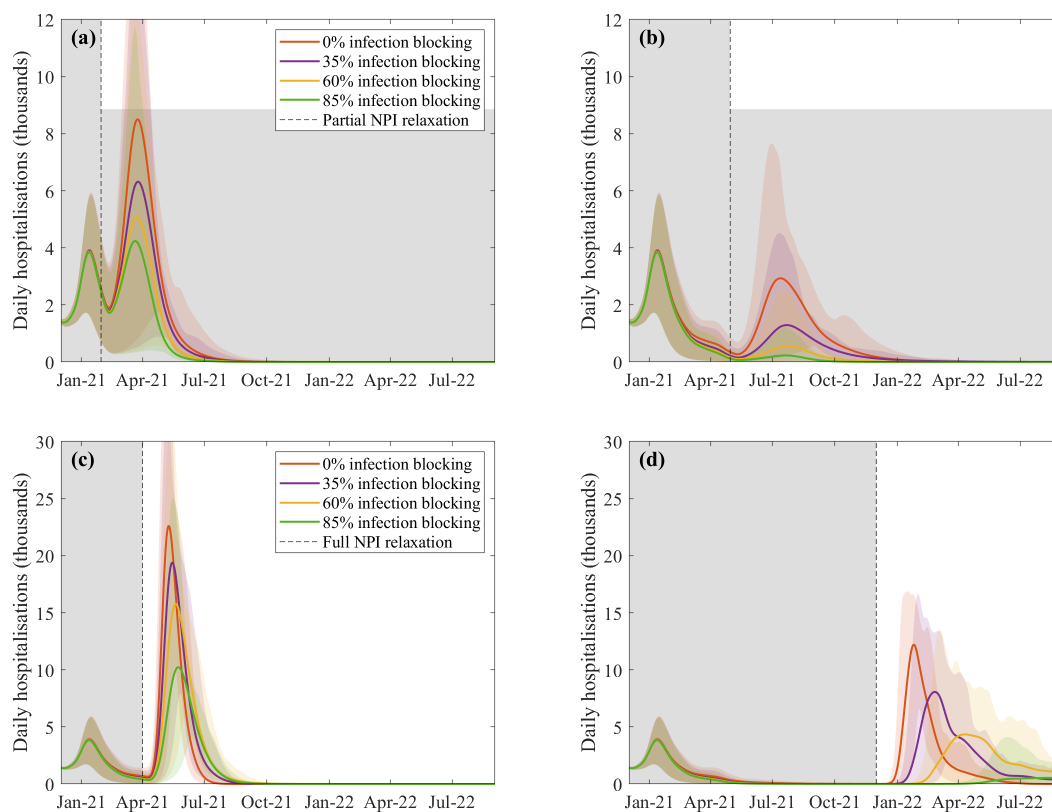 (a)
Daily hospitalisations (thousands)
12
10
8
6
4
2
0
0% infection blocking
35% infection blocking
60% infection blocking
85% infection blocking
Partial NPI relaxation
Jan-21 Apr-21 Jul-21 Oct-21 Jan-22 Apr-22 Jul-22
(b)
Daily hospitalisations (thousands)
12
10
8
6
4
2
0
Jan-21 Apr-21 Jul-21 Oct-21 Jan-22 Apr-22 Jul-22
(c)
Daily hospitalisations (thousands)
30
25
20
15
10
5
0
0% infection blocking
35% infection blocking
60% infection blocking
85% infection blocking
Full NPI relaxation
Jan-21 Apr-21 Jul-21 Oct-21 Jan-22 Apr-22 Jul-22
(d)
Daily hospitalisations (thousands)
30
25
20
15
10
5
0
Jan-21 Apr-21 Jul-21 Oct-21 Jan-22 Apr-22 Jul-22